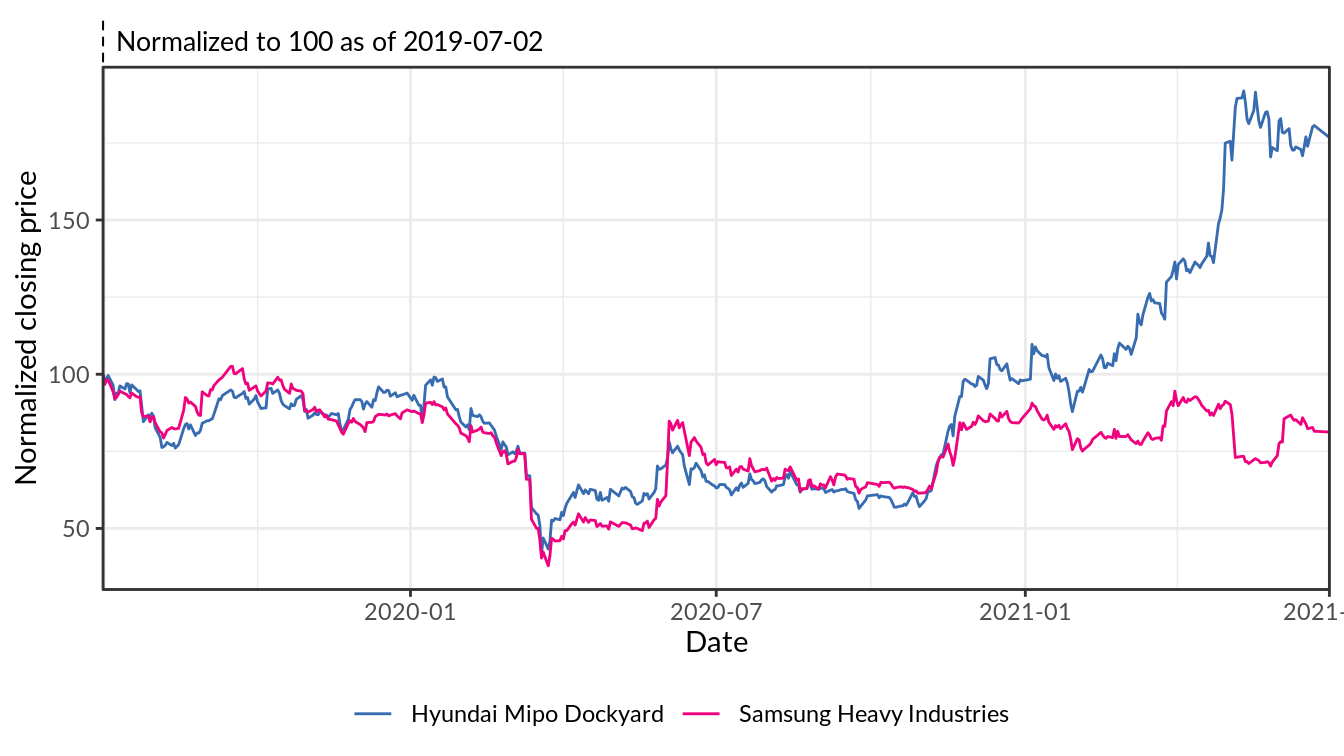 Normalized to 100 as of 2019-07-02
Normalized closing price
150
100
50
2020-01
2020-07
2021-01
2021-
Date
Hyundai Mipo Dockyard
Samsung Heavy Industries